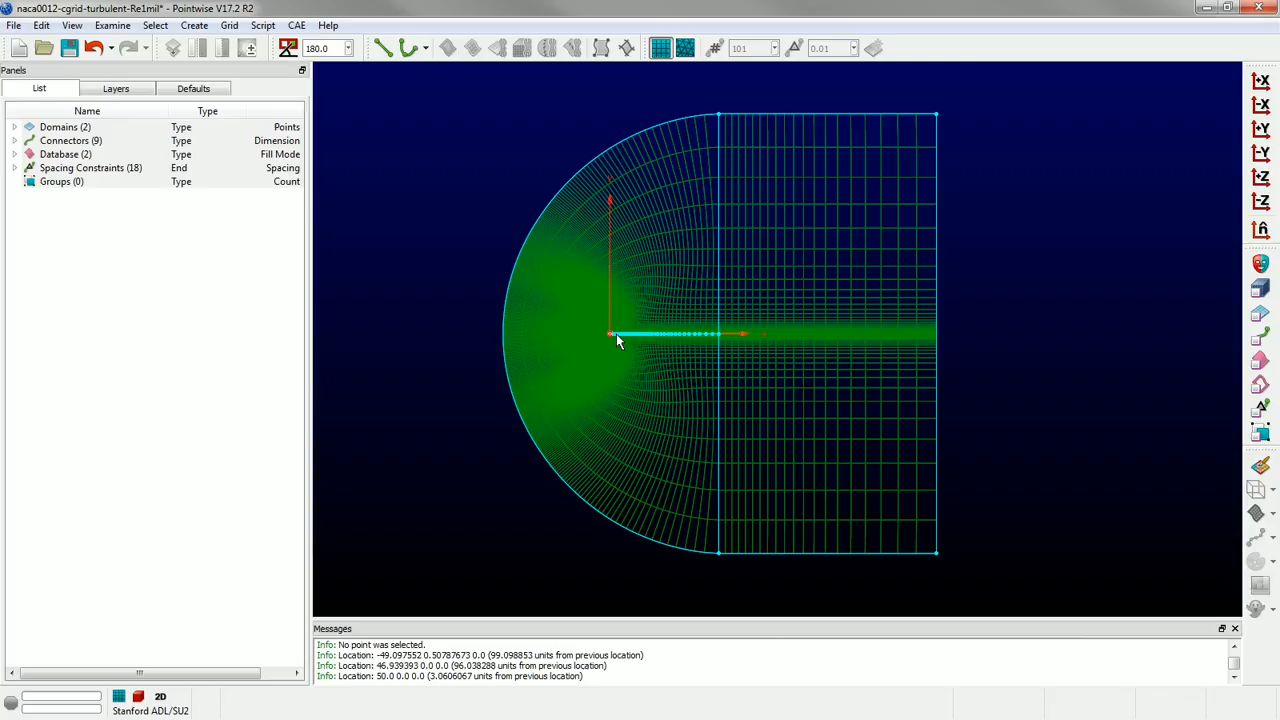 naca0012-cgrid-turbulent-Re1mil* - Pointwise V17.2 R2
File Edit View Examine Select Create Grid Script CAE Help
180.0 101 0.01
Panels
List Layers Defaults
Name Type
Domains (2) Type Points
Connectors (9) Type Dimension
Database (2) Type Fill Mode
Spacing Constraints (18) End Spacing
Groups (0) Type Count
+X
-X
+Y
-Y
+Z
-Z
n̂
Messages
Info: No point was selected.
Info: Location: -49.097552 0.50787673 0.0 (99.098853 units from previous location)
Info: Location: 46.939393 0.0 0.0 (96.038288 units from previous location)
Info: Location: 50.0 0.0 0.0 (3.0606067 units from previous location)
2D
Stanford ADL/SU2